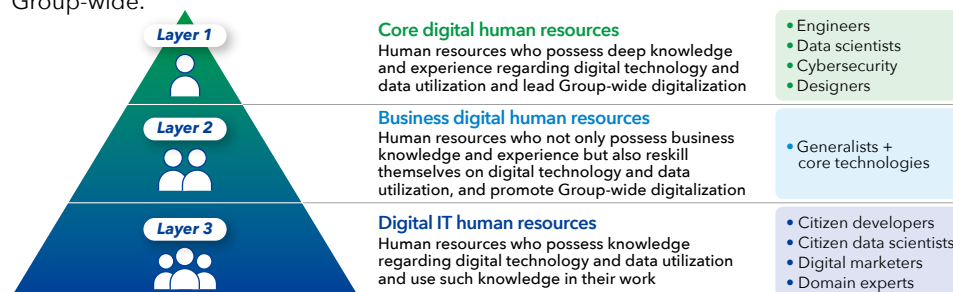 Group-wide.
Layer 1
Core digital human resources
Human resources who possess deep knowledge
and experience regarding digital technology and
data utilization and lead Group-wide digitalization
• Engineers
• Data scientists
• Cybersecurity
• Designers
Layer 2
Business digital human resources
Human resources who not only possess business
knowledge and experience but also reskill
themselves on digital technology and data
utilization, and promote Group-wide digitalization
• Generalists +
core technologies
Layer 3
Digital IT human resources
Human resources who possess knowledge
regarding digital technology and data utilization
and use such knowledge in their work
• Citizen developers
• Citizen data scientists
• Digital marketers
• Domain experts